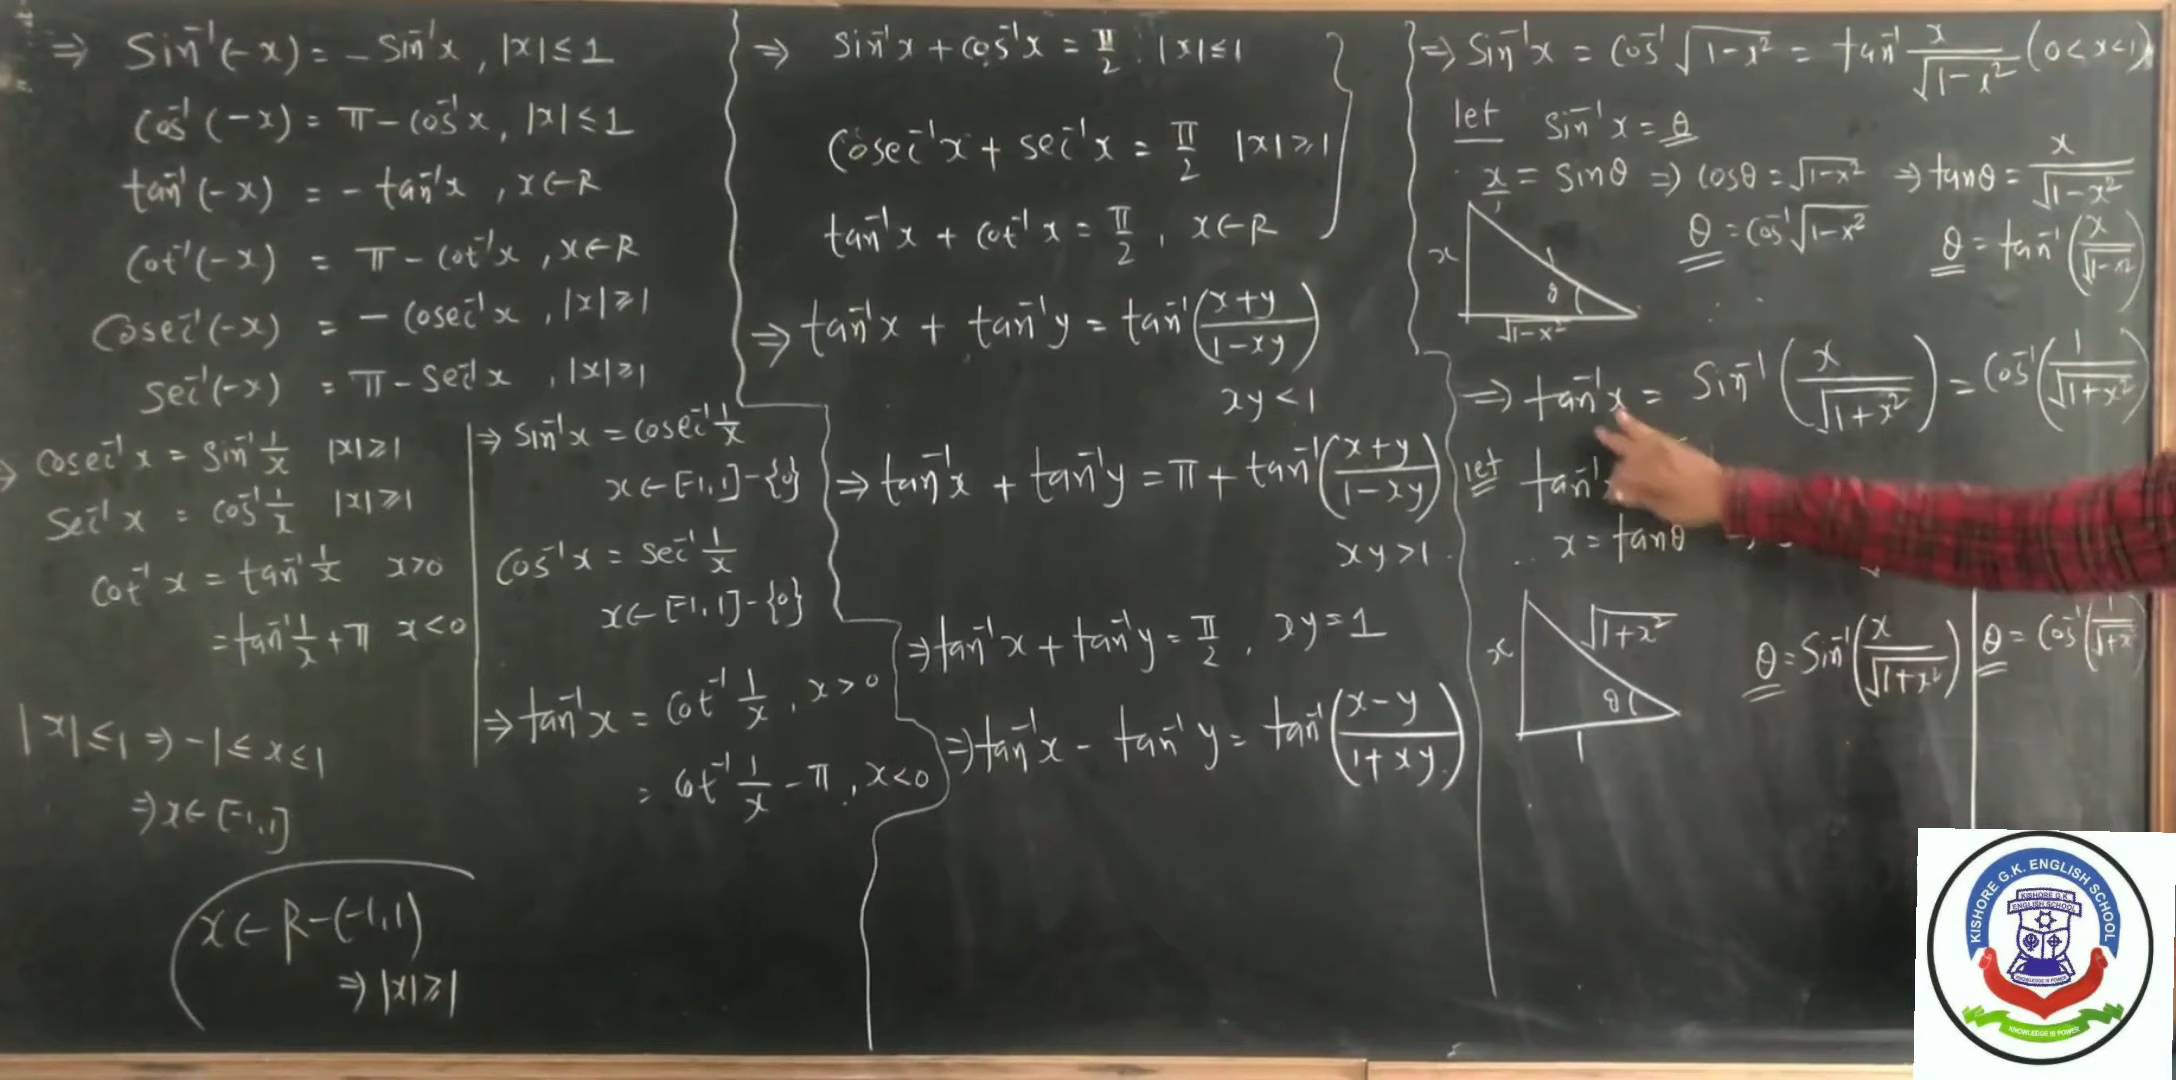 ⇒ Sin⁻¹(-x) = - Sin⁻¹x , |x| ≤ 1
Cos⁻¹(-x) = π - cos⁻¹x , |x| ≤ 1
tan⁻¹(-x) = - tan⁻¹x , x ∈ R
Cot⁻¹(-x) = π - cot⁻¹x , x ∈ R
Cosec⁻¹(-x) = - Cosec⁻¹x , |x| ≥ 1
Sec⁻¹(-x) = π - Sec⁻¹x , |x| ≥ 1
⇒ Cosec⁻¹x = Sin⁻¹ 1/x |x| ≥ 1
Sec⁻¹x = cos⁻¹ 1/x |x| ≥ 1
Cot⁻¹x = tan⁻¹ 1/x x > 0
= tan⁻¹ 1/x + π x < 0
|x| ≤ 1 ⇒ -1 ≤ x ≤ 1
⇒ x ∈ [-1, 1]
x ∈ R - (-1, 1)
⇒ |x| ≥ 1
⇒ Sin⁻¹x = cosec⁻¹ 1/x
x ∈ [-1, 1] - {0}
Cos⁻¹x = sec⁻¹ 1/x
x ∈ [-1, 1] - {0}
⇒ tan⁻¹x = Cot⁻¹ 1/x , x > 0
= Cot⁻¹ 1/x - π , x < 0
⇒ Sin⁻¹x + cos⁻¹x = π/2 . |x| ≤ 1
Cosec⁻¹x + sec⁻¹x = π/2 |x| ≥ 1
tan⁻¹x + cot⁻¹x = π/2 , x ∈ R
⇒ tan⁻¹x + tan⁻¹y = tan⁻¹((x+y)/(1-xy))
xy < 1
⇒ tan⁻¹x + tan⁻¹y = π + tan⁻¹((x+y)/(1-xy))
xy > 1
⇒ tan⁻¹x + tan⁻¹y = π/2 , xy = 1
⇒ tan⁻¹x - tan⁻¹y = tan⁻¹((x-y)/(1+xy))
⇒ Sin⁻¹x = Cos⁻¹√(1-x²) = tan⁻¹ x/√(1-x²) (0 < x < 1)
let Sin⁻¹x = θ
x/1 = Sinθ ⇒ cosθ = √(1-x²) ⇒ tanθ = x/√(1-x²)
θ = Cos⁻¹√(1-x²) θ = tan⁻¹(x/√(1-x²))
x 1 θ
√(1-x²)
⇒ tan⁻¹x = Sin⁻¹(x/√(1+x²)) = Cos⁻¹(1/√(1+x²))
let tan⁻¹x
x = tanθ
x √(1+x²) θ
1
θ = Sin⁻¹(x/√(1+x²)) θ = Cos⁻¹(1/√(1+x²))
KISHORE G.K. ENGLISH SCHOOL
KISHORE G.K.
ENGLISH SCHOOL
KNOWLEDGE IS POWER
KNOWLEDGE IS POWER